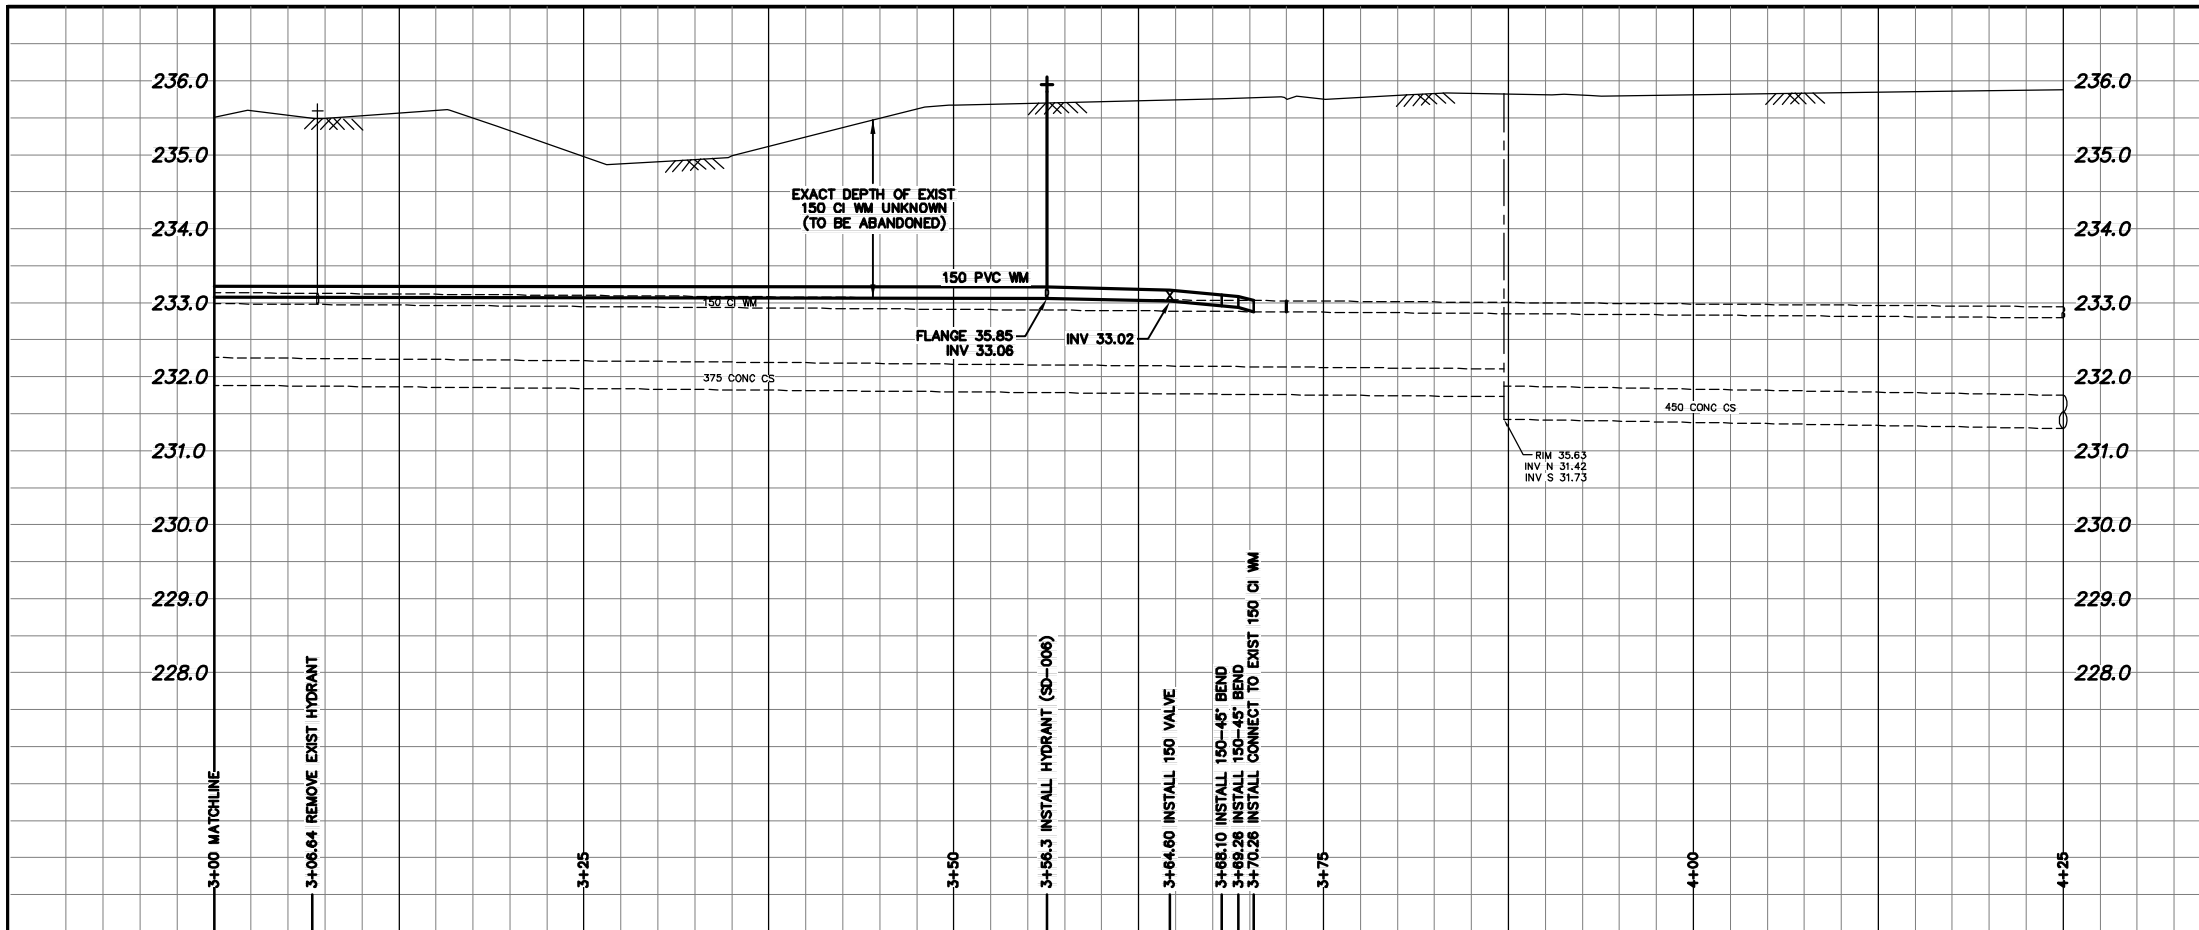 236.0
236.0
235.0
235.0
EXACT DEPTH OF EXIST
150 CI WM UNKNOWN
(TO BE ABANDONED)
234.0
234.0
150 PVC WM
233.0
150 CI WM
233.0
FLANGE 35.85
INV 33.06
INV 33.02
232.0
375 CONC CS
232.0
450 CONC CS
231.0
231.0
RIM 35.63
INV N 31.42
INV S 31.73
230.0
230.0
229.0
229.0
228.0
228.0
3+00 MATCHLINE
3+06.64 REMOVE EXIST HYDRANT
3+25
3+50
3+56.3 INSTALL HYDRANT (SD-006)
3+64.60 INSTALL 150 VALVE
3+68.10 INSTALL 150-45° BEND
3+69.26 INSTALL 150-45° BEND
3+70.26 INSTALL CONNECT TO EXIST 150 CI WM
3+75
4+00
4+25